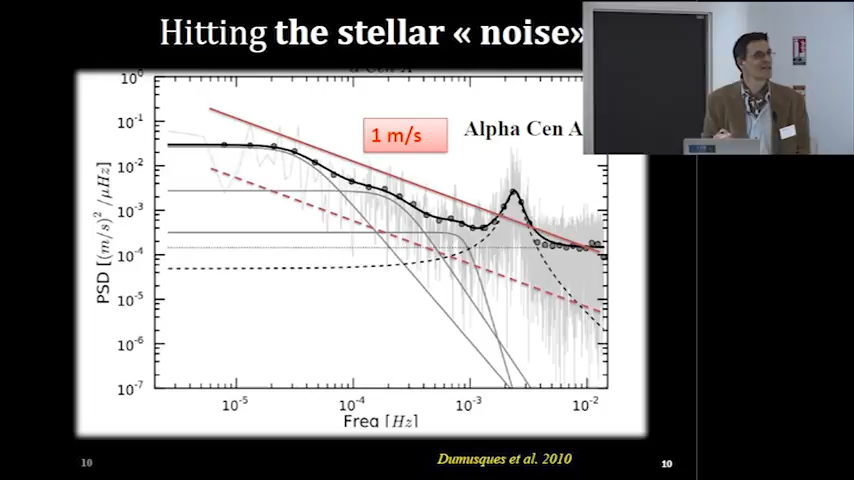 Hitting the stellar « noise»
α Cen A
10⁰
10⁻¹
10⁻²
10⁻³
10⁻⁴
10⁻⁵
10⁻⁶
10⁻⁷
PSD [(m/s)² /μHz]
1 m/s
Alpha Cen A
10⁻⁵
10⁻⁴
10⁻³
10⁻²
Freq [Hz]
10
Dumusques et al. 2010
10